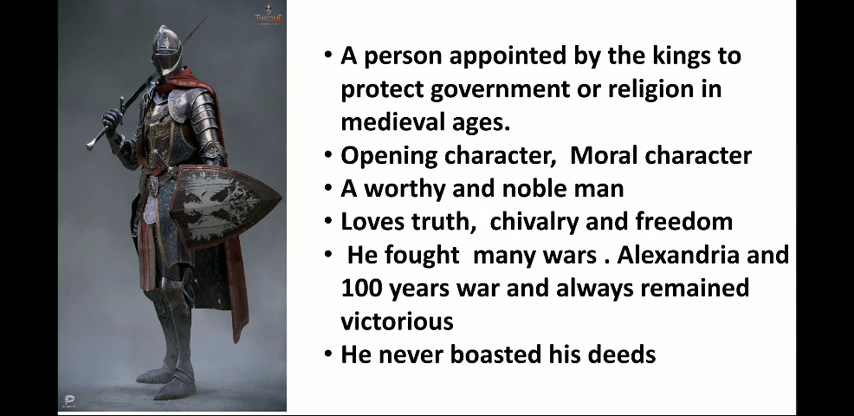 THRONE
• A person appointed by the kings to
protect government or religion in
medieval ages.
• Opening character, Moral character
• A worthy and noble man
• Loves truth, chivalry and freedom
• He fought many wars . Alexandria and
100 years war and always remained
victorious
• He never boasted his deeds